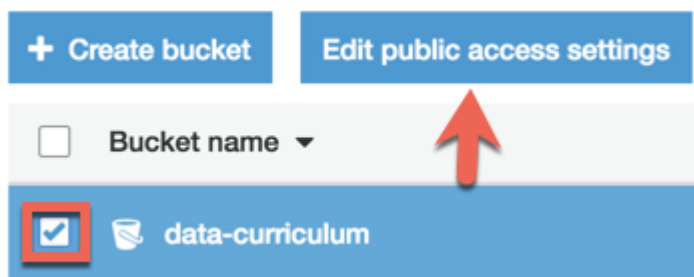 + Create bucket Edit public access settings
Bucket name
data-curriculum